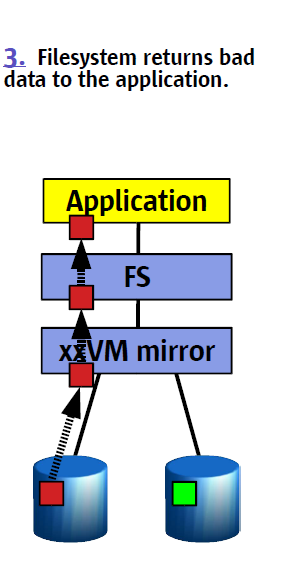 3. Filesystem returns bad
data to the application.
Application
FS
xxVM mirror